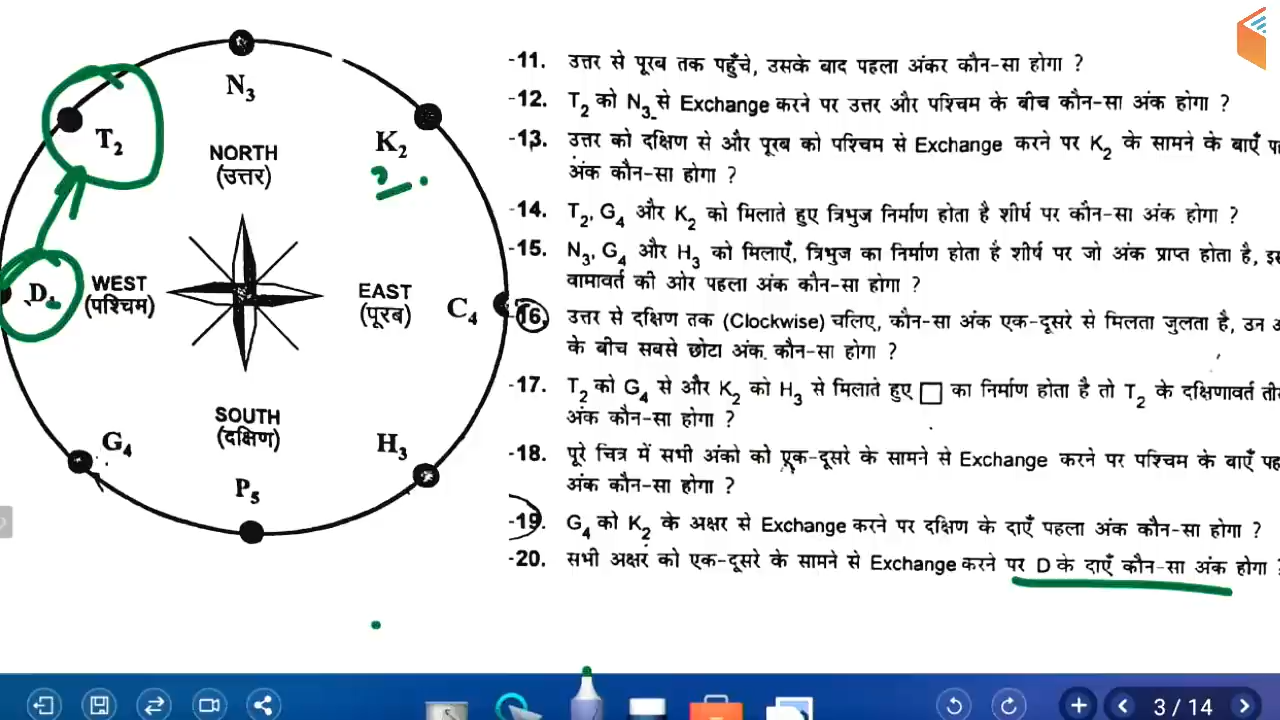 N3
T2
K2
NORTH
(उत्तर)
WEST
(पश्चिम)
EAST
(पूरब)
C4
SOUTH
(दक्षिण)
G4
H3
P5
-11. उत्तर से पूरब तक पहुँचे, उसके बाद पहला अंकर कौन-सा होगा ?
-12. T2 को N3 से Exchange करने पर उत्तर और पश्चिम के बीच कौन-सा अंक होगा ?
-13. उत्तर को दक्षिण से और पूरब को पश्चिम से Exchange करने पर K2 के सामने के बाएँ
अंक कौन-सा होगा ?
-14. T2, G4 और K2 को मिलाते हुए त्रिभुज निर्माण होता है शीर्ष पर कौन-सा अंक होगा ?
-15. N3, G4 और H3 को मिलाएँ, त्रिभुज का निर्माण होता है शीर्ष पर जो अंक प्राप्त होता है,
वामावर्त की ओर पहला अंक कौन-सा होगा ?
-16. उत्तर से दक्षिण तक (Clockwise) चलिए, कौन-सा अंक एक-दूसरे से मिलता जुलता है, उन
के बीच सबसे छोटा अंक कौन-सा होगा ?
-17. T2 को G4 से और K2 को H3 से मिलाते हुए □ का निर्माण होता है तो T2 के दक्षिणावर्त
अंक कौन-सा होगा ?
-18. पूरे चित्र में सभी अंको को एक-दूसरे के सामने से Exchange करने पर पश्चिम के बाएँ
अंक कौन-सा होगा ?
-19. G4 को K2 के अक्षर से Exchange करने पर दक्षिण के दाएँ पहला अंक कौन-सा होगा ?
-20. सभी अक्षर को एक-दूसरे के सामने से Exchange करने पर D के दाएँ कौन-सा अंक होगा ?
3 / 14